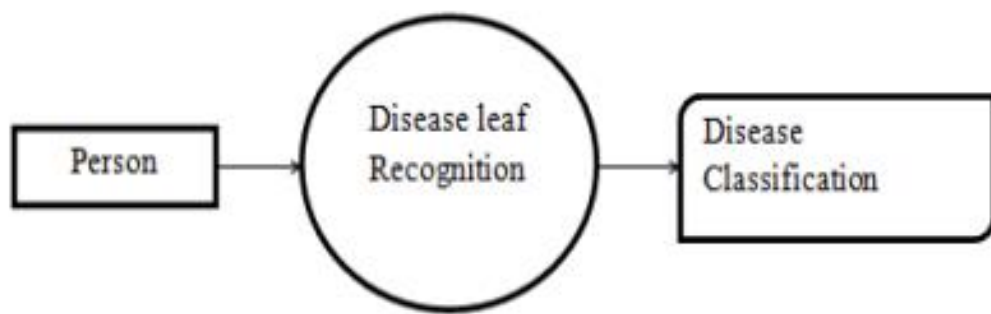 Person
Disease leaf
Recognition
Disease
Classification